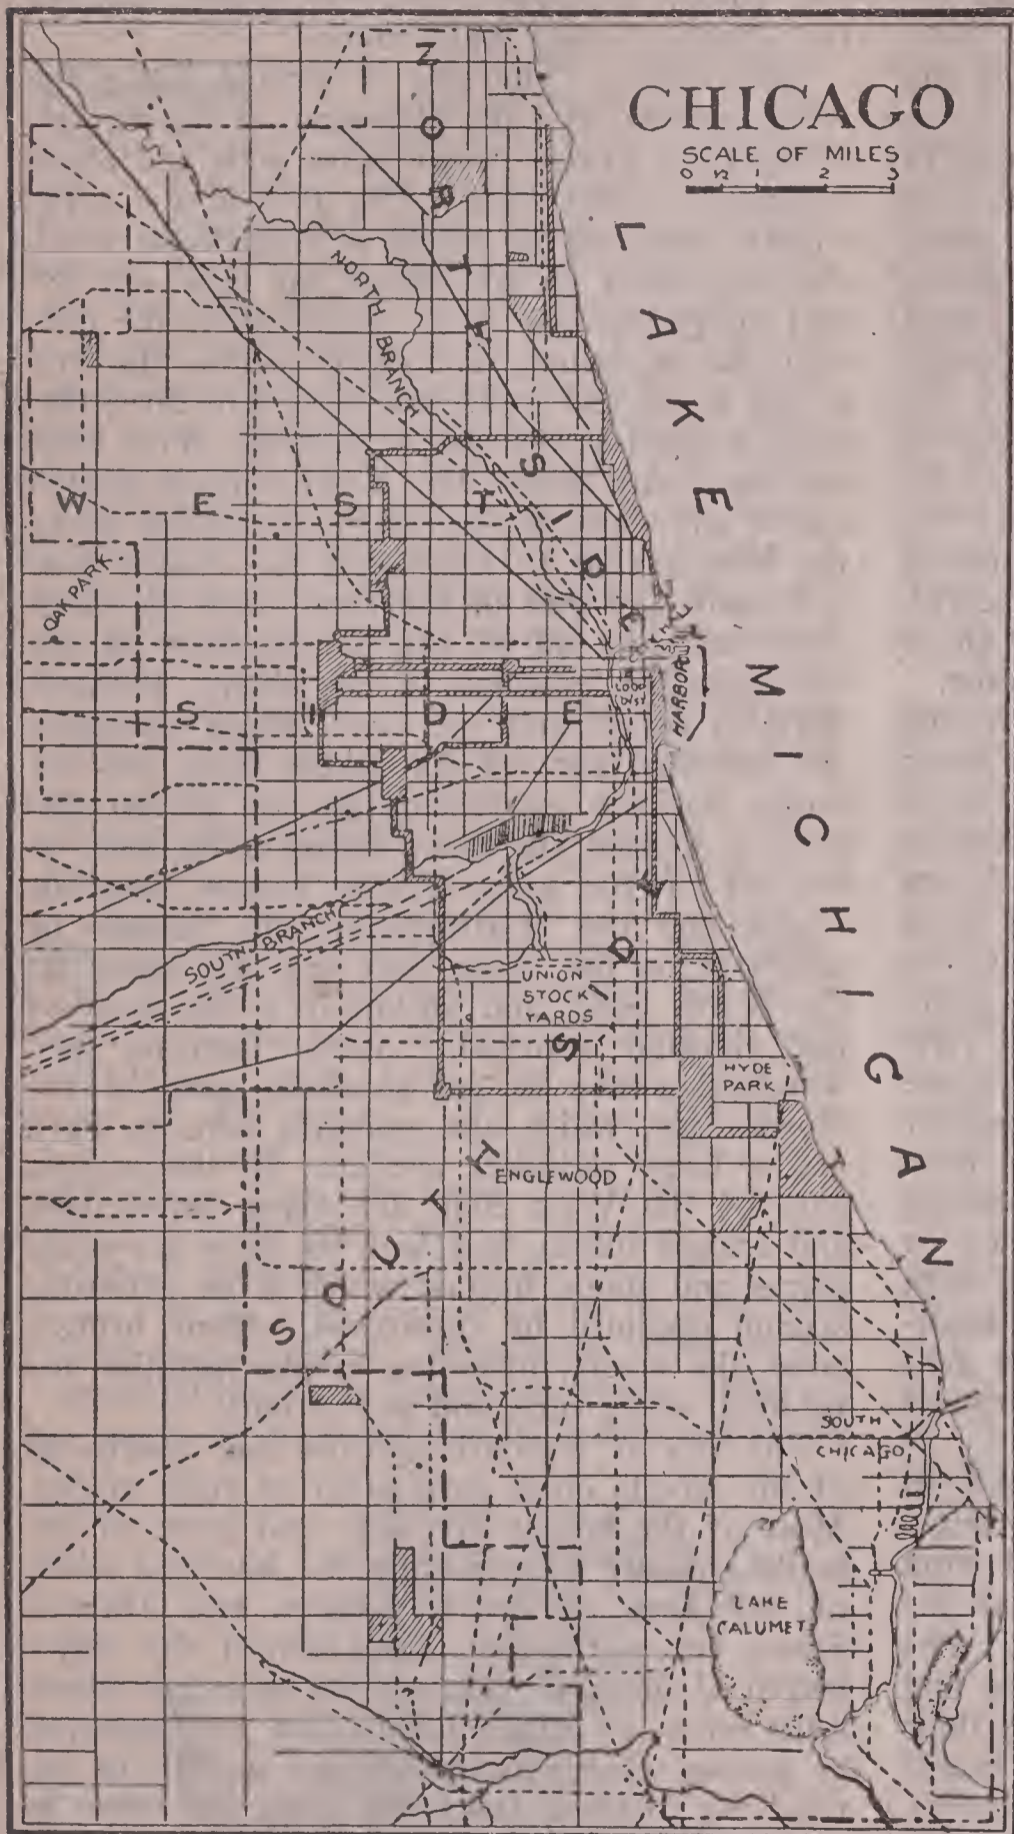 CHICAGO
SCALE OF MILES
0 1/2 1 2 3
NORTH SIDE
LAKE MICHIGAN
NORTH BRANCH
WEST SIDE
OAK PARK
HARBOR
SOUTH BRANCH
UNION
STOCK
YARDS
HYDE
PARK
ENGLEWOOD
SOUTH SIDE
SOUTH
CHICAGO
LAKE
CALUMET